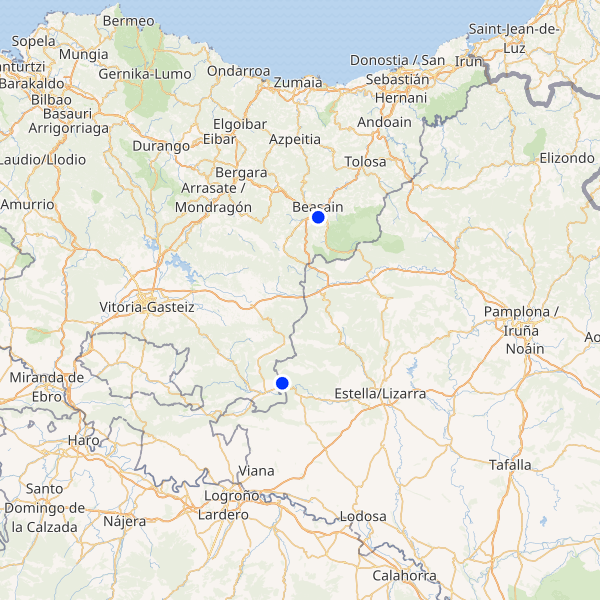 Bermeo
Saint-Jean-de-
Luz
Sopela
Mungia
Donostia / San
Sebastián
Irun
anturtzi
Gernika-Lumo
Ondarroa
Zumaia
Barakaldo
Bilbao
Hernani
Basauri
Arrigorriaga
Elgoibar
Eibar
Azpeitia
Andoain
Durango
Laudio/Llodio
Tolosa
Elizondo
Bergara
Arrasate /
Mondragón
Amurrio
Beasain
Vitoria-Gasteiz
Pamplona /
Iruña
Noáin
Ao
Miranda de
Ebro
Estella/Lizarra
Haro
Viana
Tafalla
Santo
Domingo de
la Calzada
Logroño
Lardero
Nájera
Lodosa
Calahorra